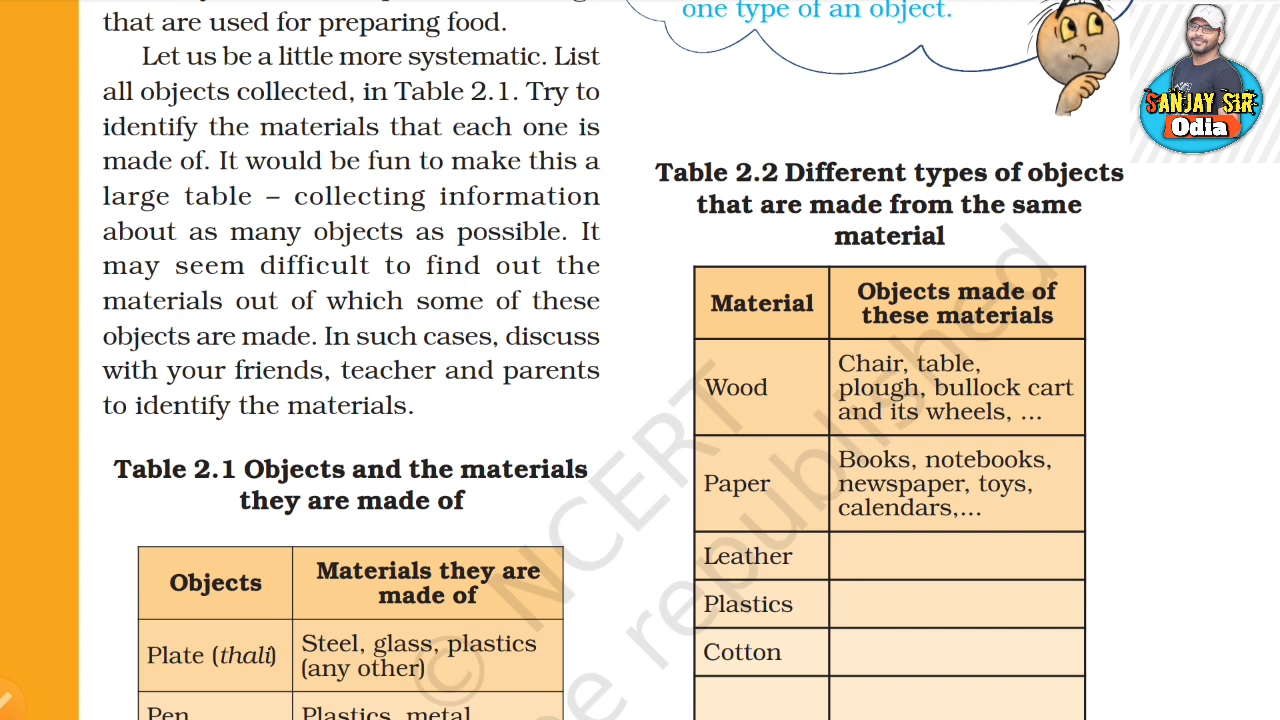 that are used for preparing food.
Let us be a little more systematic. List
all objects collected, in Table 2.1. Try to
identify the materials that each one is
made of. It would be fun to make this a
large table – collecting information
about as many objects as possible. It
may seem difficult to find out the
materials out of which some of these
objects are made. In such cases, discuss
with your friends, teacher and parents
to identify the materials.
Table 2.1 Objects and the materials
they are made of
Objects
Materials they are
made of
Plate (thali)
Steel, glass, plastics
(any other)
Pen
Plastics, metal
one type of an object.
SANJAY SIR
Odia
Table 2.2 Different types of objects
that are made from the same
material
Material
Objects made of
these materials
Wood
Chair, table,
plough, bullock cart
and its wheels, ...
Paper
Books, notebooks,
newspaper, toys,
calendars,...
Leather
Plastics
Cotton
© NCERT
be republished